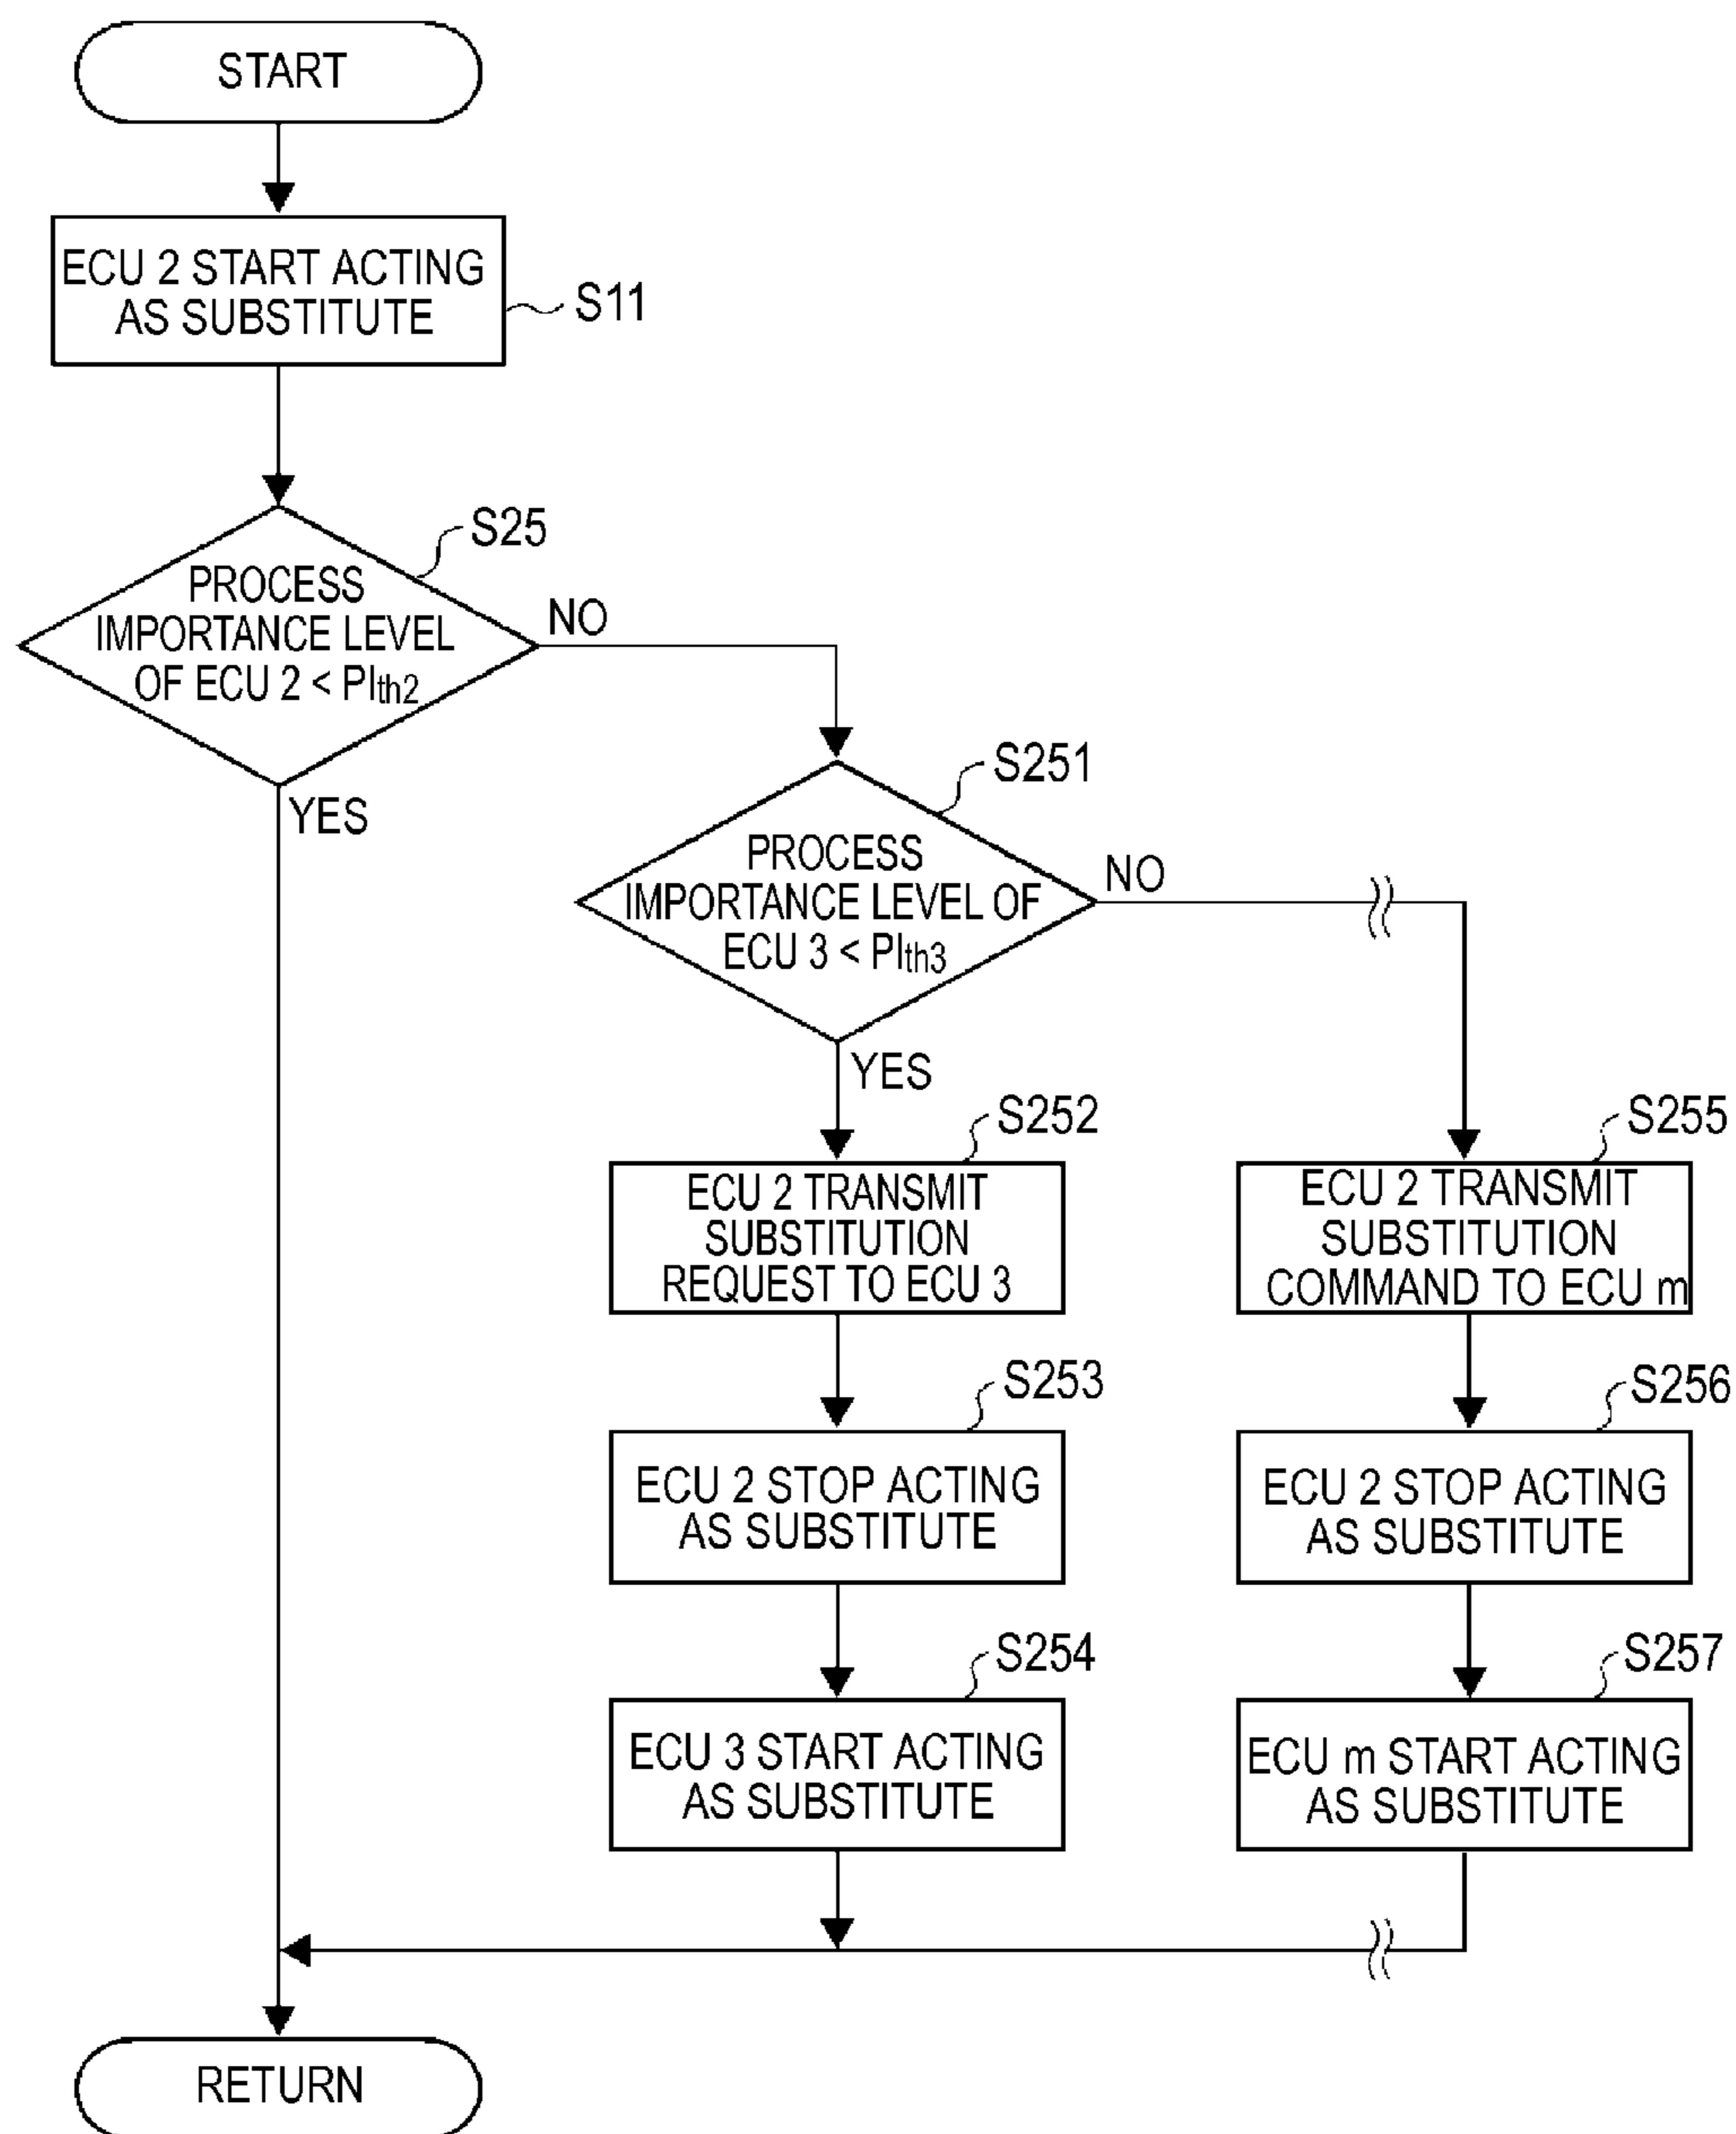 START
ECU 2 START ACTING
AS SUBSTITUTE
S11
S25
PROCESS
IMPORTANCE LEVEL
OF ECU 2 < PIth2
NO
YES
S251
PROCESS
IMPORTANCE LEVEL OF
ECU 3 < PIth3
NO
YES
S252
ECU 2 TRANSMIT
SUBSTITUTION
REQUEST TO ECU 3
S255
ECU 2 TRANSMIT
SUBSTITUTION
COMMAND TO ECU m
S253
ECU 2 STOP ACTING
AS SUBSTITUTE
S256
ECU 2 STOP ACTING
AS SUBSTITUTE
S254
ECU 3 START ACTING
AS SUBSTITUTE
S257
ECU m START ACTING
AS SUBSTITUTE
RETURN